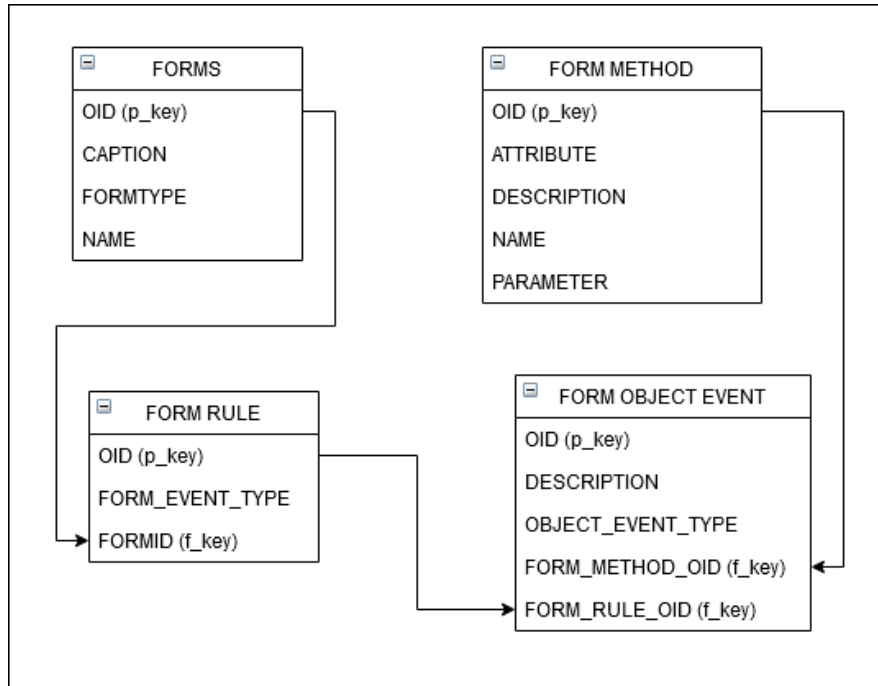 FORMS
OID (p_key)
CAPTION
FORMTYPE
NAME
FORM METHOD
OID (p_key)
ATTRIBUTE
DESCRIPTION
NAME
PARAMETER
FORM RULE
OID (p_key)
FORM_EVENT_TYPE
FORMID (f_key)
FORM OBJECT EVENT
OID (p_key)
DESCRIPTION
OBJECT_EVENT_TYPE
FORM_METHOD_OID (f_key)
FORM_RULE_OID (f_key)